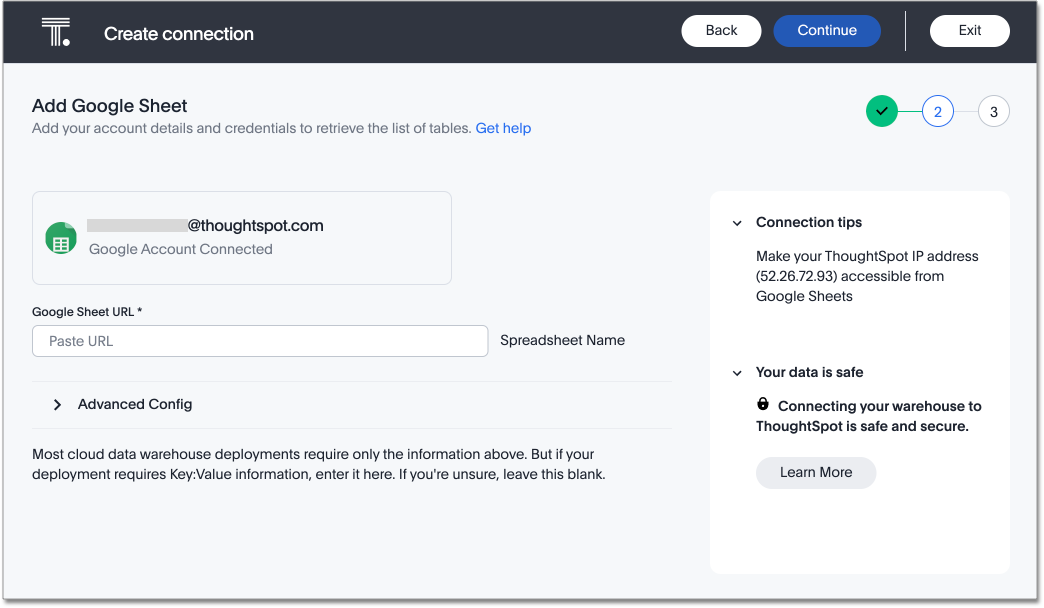 Create connection
Back
Continue
Exit
Add Google Sheet
Add your account details and credentials to retrieve the list of tables. Get help
2
3
@thoughtspot.com
Google Account Connected
Google Sheet URL *
Paste URL
Spreadsheet Name
Advanced Config
Most cloud data warehouse deployments require only the information above. But if your
deployment requires Key:Value information, enter it here. If you're unsure, leave this blank.
Connection tips
Make your ThoughtSpot IP address
(52.26.72.93) accessible from
Google Sheets
Your data is safe
Connecting your warehouse to
ThoughtSpot is safe and secure.
Learn More